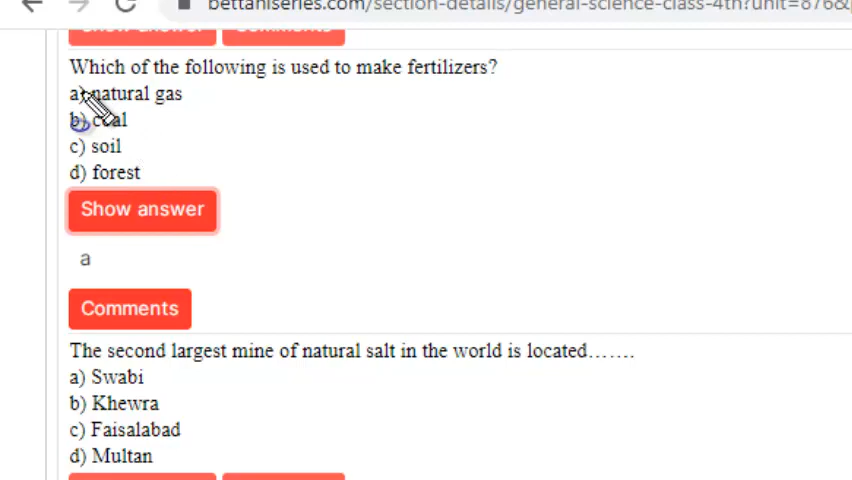 bettaniseries.com/section-details/general-science-class-4th?unit=876&
Which of the following is used to make fertilizers?
a) natural gas
b) coal
c) soil
d) forest
Show answer
a
Comments
The second largest mine of natural salt in the world is located…….
a) Swabi
b) Khewra
c) Faisalabad
d) Multan